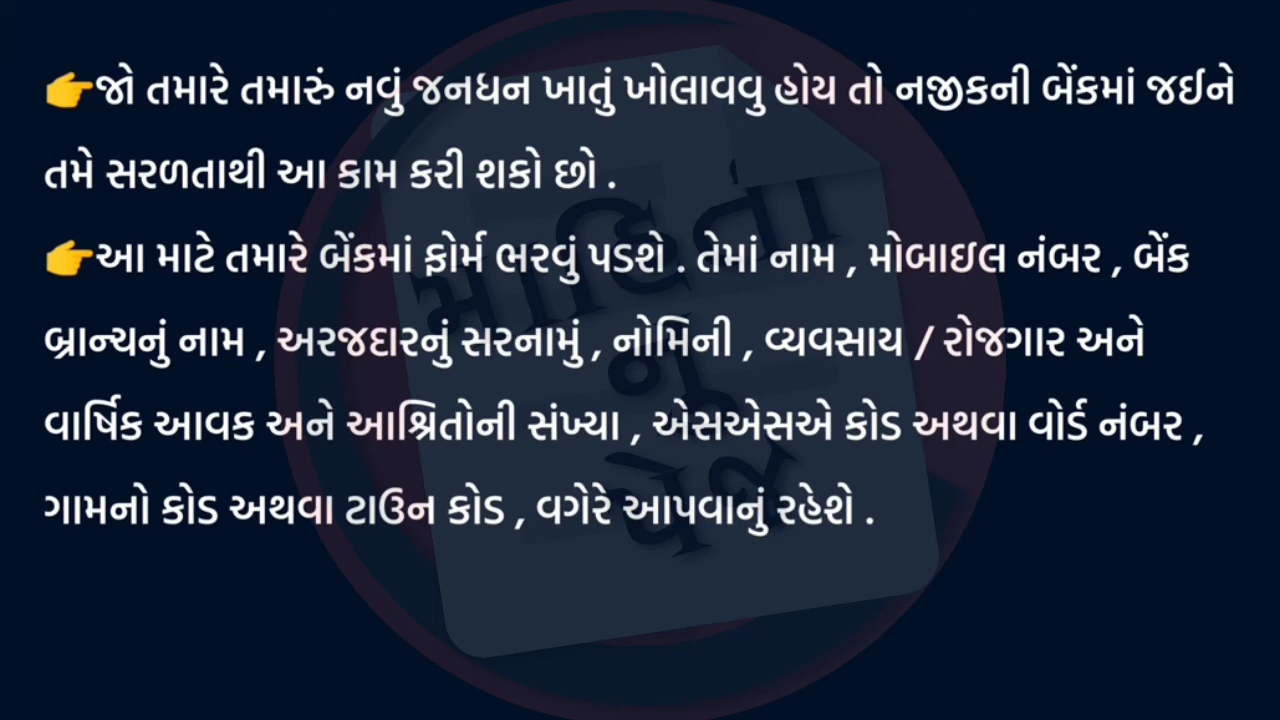 👉જો તમારે તમારું નવું જનધન ખાતું ખોલાવવુ હોય તો નજીકની બેંકમાં જઈને
તમે સરળતાથી આ કામ કરી શકો છો .
👉આ માટે તમારે બેંકમાં ફોર્મ ભરવું પડશે . તેમાં નામ , મોબાઇલ નંબર , બેંક
બ્રાન્ચનું નામ , અરજદારનું સરનામું , નોમિની , વ્યવસાય / રોજગાર અને
વાર્ષિક આવક અને આશ્રિતોની સંખ્યા , એસએસએ કોડ અથવા વોર્ડ નંબર ,
ગામનો કોડ અથવા ટાઉન કોડ , વગેરે આપવાનું રહેશે .
માહિતી
નુ
પેજ